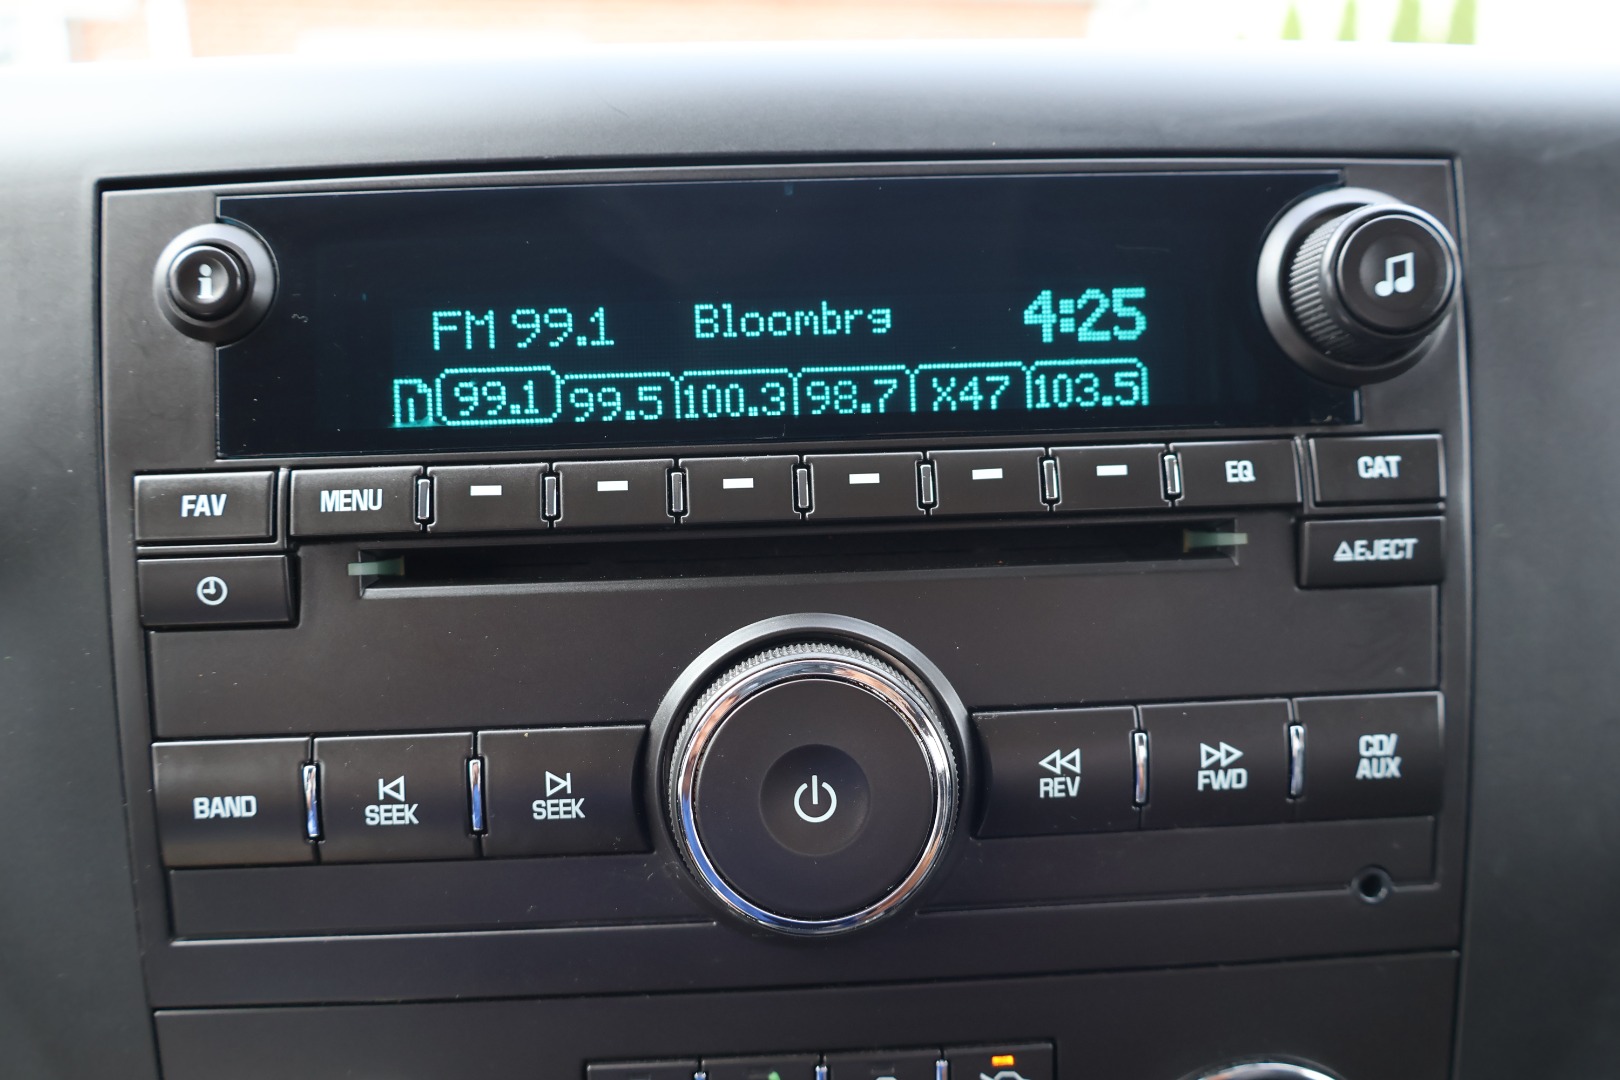 i
FM 99.1 Bloombrg 4:25
99.1 99.5 100.3 98.7 X47 103.5
FAV MENU EQ CAT
EJECT
BAND SEEK SEEK REV FWD CD/
AUX